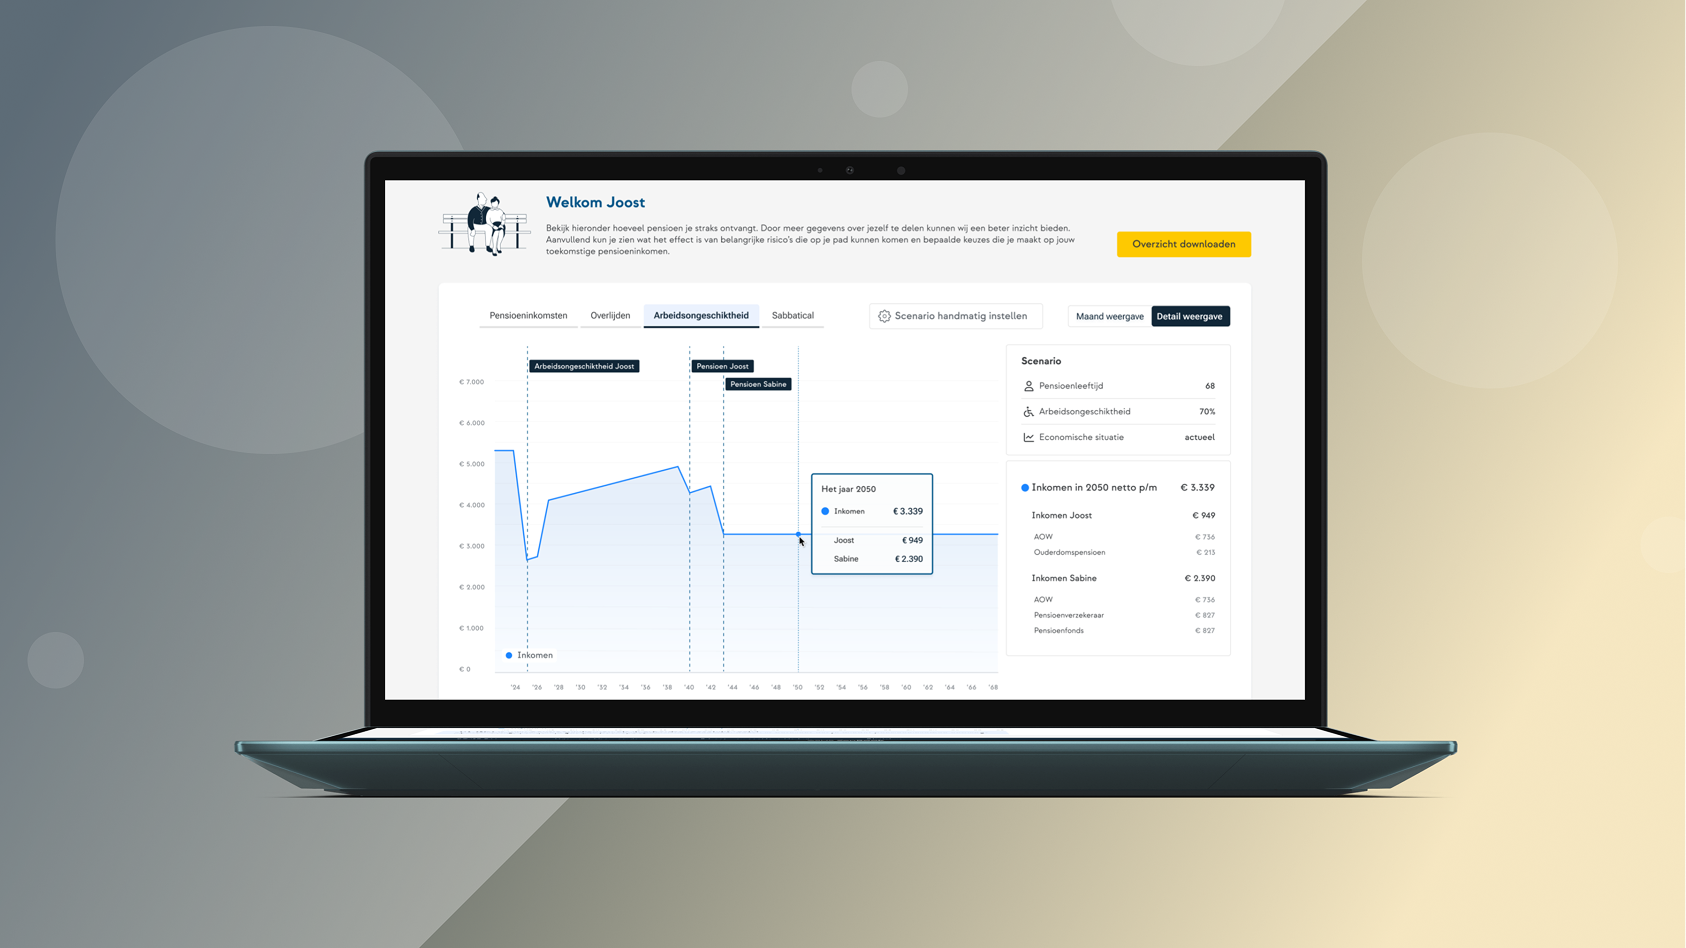 Welkom Joost
Bekijk hieronder hoeveel pensioen je straks ontvangt. Door meer gegevens over jezelf te delen kunnen wij een beter inzicht bieden.
Aanvullend kun je zien wat het effect is van belangrijke risico's die op je pad kunnen komen en bepaalde keuzes die je maakt op jouw
toekomstige pensioeninkomen.
Overzicht downloaden
Pensioeninkomsten Overlijden Arbeidsongeschiktheid Sabbatical
Scenario handmatig instellen
Maand weergave Detail weergave
Arbeidsongeschiktheid Joost
Pensioen Joost
Pensioen Sabine
€ 7.000
€ 6.000
€ 5.000
€ 4.000
€ 3.000
€ 2.000
€ 1.000
€ 0
Het jaar 2050
Inkomen € 3.339
Joost € 949
Sabine € 2.390
Inkomen
'24 '26 '28 '30 '32 '34 '36 '38 '40 '42 '44 '46 '48 '50 '52 '54 '56 '58 '60 '62 '64 '66 '68
Scenario
Pensioenleeftijd 68
Arbeidsongeschiktheid 70%
Economische situatie actueel
Inkomen in 2050 netto p/m € 3.339
Inkomen Joost € 949
AOW € 736
Ouderdomspensioen € 213
Inkomen Sabine € 2.390
AOW € 736
Pensioenverzekeraar € 827
Pensioenfonds € 827